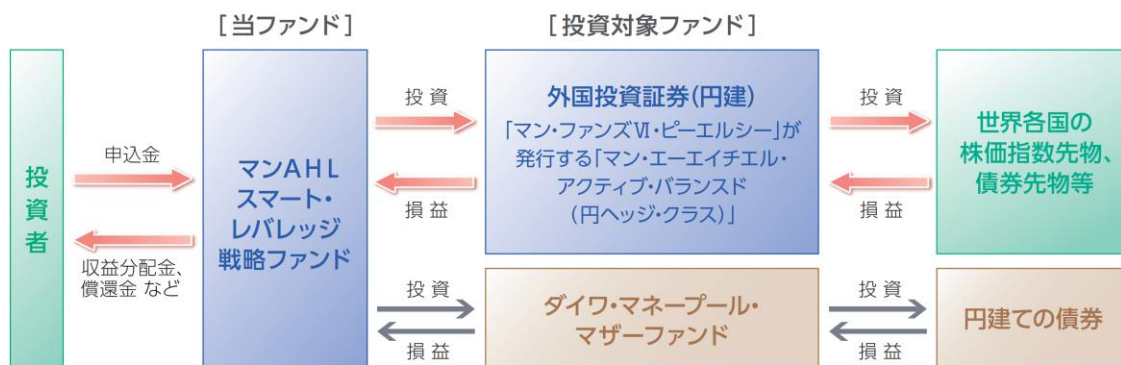 ［当ファンド］
［投資対象ファンド］
投資者
申込金
収益分配金、
償還金 など
マンAHL
スマート・
レバレッジ
戦略ファンド
投 資
損 益
外国投資証券（円建）
「マン・ファンズⅥ・ピーエルシー」が
発行する「マン・エーエイチエル・
アクティブ・バランスド
（円ヘッジ・クラス）」
投 資
損 益
世界各国の
株価指数先物、
債券先物等
投 資
損 益
ダイワ・マネープール・
マザーファンド
投 資
損 益
円建ての債券